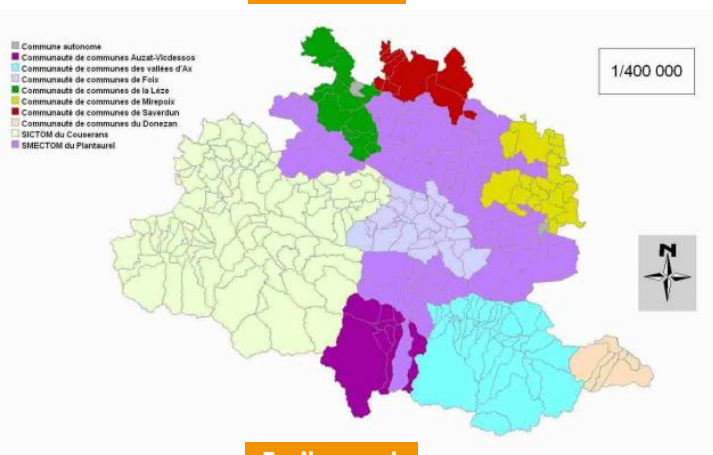 Commune autonome
Communauté de communes Auzat-Vicdessos
Communauté de communes des vallées d'Ax
Communauté de communes de Foix
Communauté de communes de la Lèze
Communauté de communes de Mirepoix
Communauté de communes de Saverdun
Communauté de communes du Donezan
SICTOM du Couserans
SMECTOM du Plantaurel
1/400 000
N